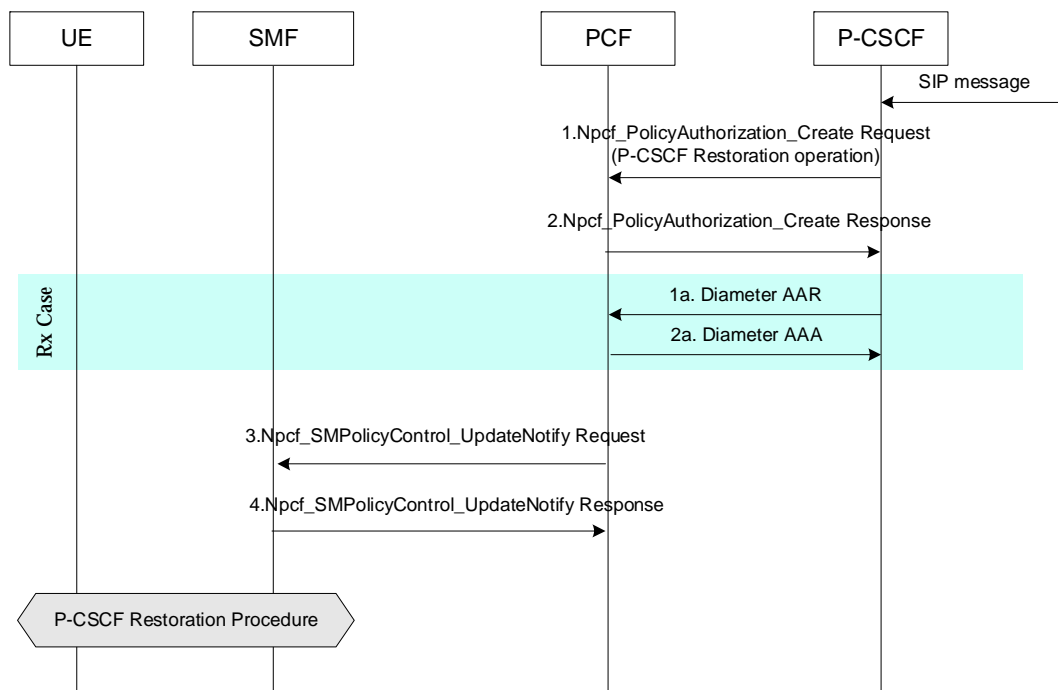 UE
SMF
PCF
P-CSCF
SIP message
1.Npcf_PolicyAuthorization_Create Request
(P-CSCF Restoration operation)
2.Npcf_PolicyAuthorization_Create Response
Rx Case
1a. Diameter AAR
2a. Diameter AAA
3.Npcf_SMPolicyControl_UpdateNotify Request
4.Npcf_SMPolicyControl_UpdateNotify Response
P-CSCF Restoration Procedure